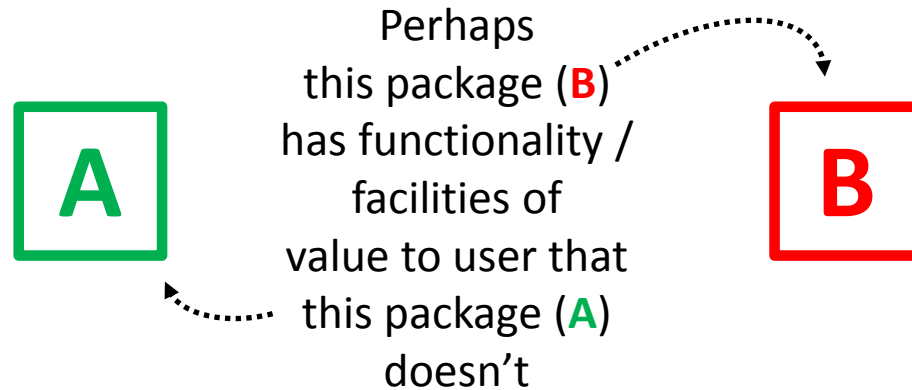 Perhaps
this package (B)
has functionality /
facilities of
value to user that
this package (A)
doesn't
A
B